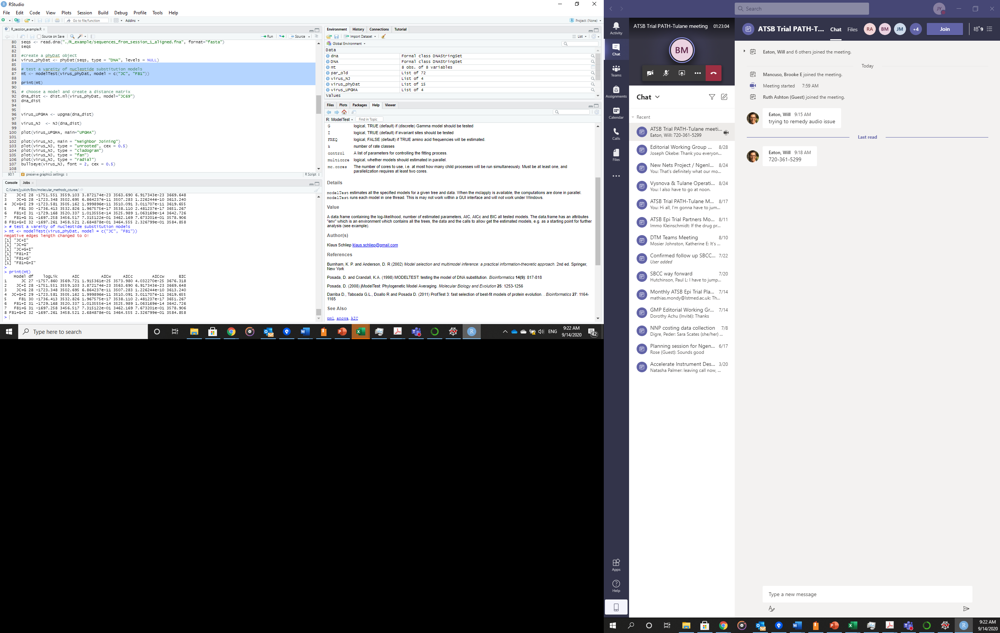 RStudio
File Edit Code View Plots Session Build Debug Profile Tools Help
Go to file/function Addins Project: (None)
R_session_example.R
Source on Save Run Source
80 seqs <- read.dna("./R_example/sequences_from_session_1_aligned.fna", format="fasta")
81 seqs
82
83 #create a phyDat object
84 virus_phyDat <- phyDat(seqs, type = "DNA", levels = NULL)
85
86 # test a vareity of nucleotide substitution models
87 mt <- modelTest(virus_phyDat, model = c("JC", "F81"))
88
89 print(mt)
90
91 # choose a model and create a distance matrix
92 dna_dist <- dist.ml(virus_phyDat, model="JC69")
93 dna_dist
94
95
96 virus_UPGMA <- upgma(dna_dist)
97
98 virus_NJ <- NJ(dna_dist)
99
100 plot(virus_UPGMA, main="UPGMA")
101
102 plot(virus_NJ, main = "Neighbor Joining")
103 plot(virus_NJ, type = "unrooted", cex = 0.5)
104 plot(virus_NJ, type = "cladogram")
105 plot(virus_NJ, type = "fan")
106 plot(virus_NJ, type = "radial")
107 bullseye(virus_NJ, font = 2, cex = 0.5)
108
90:1 preserve graphics settings R Script
Console Jobs
C:/Users/jyukich/Box/molecular_methods_course/
2 JC+I 28 -1751.551 3559.103 3.872174e-23 3563.690 6.917343e-23 3669.648
3 JC+G 28 -1723.348 3502.695 6.864237e-11 3507.283 1.226244e-10 3613.240
4 JC+G+I 29 -1723.581 3505.162 1.999896e-11 3510.091 3.011707e-11 3619.655
5 F81 30 -1736.413 3532.826 1.967575e-17 3538.110 2.481237e-17 3651.267
6 F81+I 31 -1729.168 3520.337 1.013555e-14 3525.989 1.063169e-14 3642.726
7 F81+G 31 -1697.258 3456.517 7.315122e-01 3462.169 7.673201e-01 3578.906
8 F81+G+I 32 -1697.261 3458.521 2.684878e-01 3464.555 2.326799e-01 3584.858
> # test a vareity of nucleotide substitution models
> mt <- modelTest(virus_phyDat, model = c("JC", "F81"))
negative edges length changed to 0!
[1] "JC+I"
[1] "JC+G"
[1] "JC+G+I"
[1] "F81+I"
[1] "F81+G"
[1] "F81+G+I"
>
> print(mt)
Model df logLik AIC AICw AICc AICcw BIC
1 JC 27 -1757.860 3569.721 1.915361e-25 3573.980 4.032270e-25 3676.318
2 JC+I 28 -1751.551 3559.103 3.872174e-23 3563.690 6.917343e-23 3669.648
3 JC+G 28 -1723.348 3502.695 6.864237e-11 3507.283 1.226244e-10 3613.240
4 JC+G+I 29 -1723.581 3505.162 1.999896e-11 3510.091 3.011707e-11 3619.655
5 F81 30 -1736.413 3532.826 1.967575e-17 3538.110 2.481237e-17 3651.267
6 F81+I 31 -1729.168 3520.337 1.013555e-14 3525.989 1.063169e-14 3642.726
7 F81+G 31 -1697.258 3456.517 7.315122e-01 3462.169 7.673201e-01 3578.906
8 F81+G+I 32 -1697.261 3458.521 2.684878e-01 3464.555 2.326799e-01 3584.858
>
Environment History Connections Tutorial
Import Dataset List
Global Environment
Data
dna Formal class DNAStringSet
DNA Formal class DNAStringSet
mt 8 obs. of 8 variables
par_old List of 72
virus_NJ List of 4
virus_phyDat List of 15
virus_UPGMA List of 4
Values
Files Plots Packages Help Viewer
R: ModelTest Find in Topic
G logical, TRUE (default) if (discrete) Gamma model should be tested
I logical, TRUE (default) if invariant sites should be tested
FREQ logical, FALSE (default) if TRUE amino acid frequencies will be estimated.
k number of rate classes
control A list of parameters for controlling the fitting process.
multicore logical, whether models should estimated in parallel.
mc.cores The number of cores to use, i.e. at most how many child processes will be run simultaneously. Must be at least one, and
parallelization requires at least two cores.
Details
modelTest estimates all the specified models for a given tree and data. When the mclapply is available, the computations are done in parallel.
modelTest runs each model in one thread. This is may not work within a GUI interface and will not work under Windows.
Value
A data.frame containing the log-likelihood, number of estimated parameters, AIC, AICc and BIC all tested models. The data.frame has an attributes
"env" which is an environment which contains all the trees, the data and the calls to allow get the estimated models, e.g. as a starting point for further
analysis (see example).
Author(s)
Klaus Schliep klaus.schliep@gmail.com
References
Burnham, K. P. and Anderson, D. R (2002) Model selection and multimodel inference: a practical information-theoretic approach. 2nd ed. Springer,
New York
Posada, D. and Crandall, K.A. (1998) MODELTEST: testing the model of DNA substitution. Bioinformatics 14(9): 817-818
Posada, D. (2008) jModelTest: Phylogenetic Model Averaging. Molecular Biology and Evolution 25: 1253-1256
Darriba D., Taboada G.L., Doallo R and Posada D. (2011) ProtTest 3: fast selection of best-fit models of protein evolution. . Bioinformatics 27: 1164-
1165
See Also
pml, anova, AIC
Type here to search
ENG
9:22 AM
9/14/2020
42
Search
JY
Activity
Chat
Teams
Assignments
Calendar
Calls
Files
Apps
Help
ATSB Trial PATH-Tulane meeting 01:23:04
BM
Chat
Recent
ATSB Trial PATH-Tulane meeti...
Eaton, Will: 720-361-5299
Editorial Working Group ... 8/28
Joseph Okebe: Thank you everyon...
New Nets Project / Ngenl... 8/24
You: That's definitely what our mo...
Vysnova & Tulane Operati... 8/24
You: I also have to go at noon.
ATSB Trial PATH-Tulane M... 8/17
You: Hi all, I'm gonna have to jum...
ATSB Epi Trial Partners Mo... 8/11
Immo Kleinschmidt: If the drug pr...
DTM Teams Meeting 8/10
Mosier Johnston, Katherine E: It's ...
Confirmed follow up SBCC... 7/22
User added
SBCC way forward 7/20
Hutchinson, Paul L: I have to jump...
Monthly ATSB Epi Trial Pla... 7/14
mathias.mondy@lstmed.ac.uk: Th...
GMP Editorial Working Gr... 7/14
Dorothy Achu (Invité): Thanks
NNP costing data collection 7/8
Digre, Peder: Sara Scates (she/her) ...
Planning session for Ngen... 6/17
Rose (Guest): Sounds good
Accelerate Instrument Des... 3/20
Natasha Palmer: leaving call now, ...
ATSB Trial PATH-T... Chat Files RA BM JM +4 Join 9
Eaton, Will and 6 others joined the meeting.
Today
Mancuso, Brooke E joined the meeting.
Meeting started 7:59 AM
Ruth Ashton (Guest) joined the meeting.
Eaton, Will 9:15 AM
trying to remedy audio issue
Last read
Eaton, Will 9:18 AM
720-361-5299
Type a new message
9:22 AM
9/14/2020